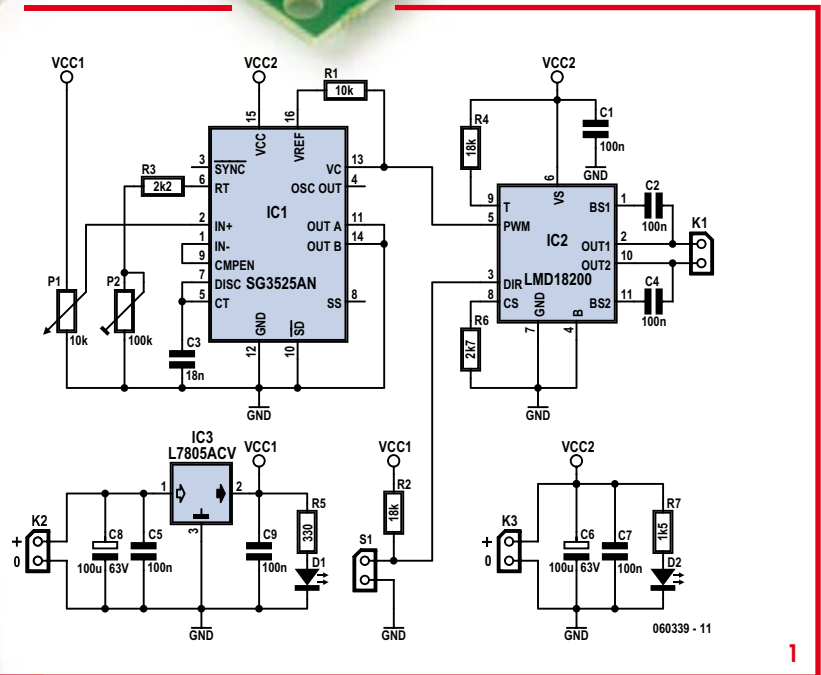 VCC1
VCC2
VCC2
R1
10k
15
16
VCC
VREF
R3
2k2
3
SYNC
6
RT
2
IN+
1
IN-
9
CMPEN
7
DISC
5
CT
IC1
SG3525AN
VC
13
OSC OUT
4
OUT A
11
OUT B
14
SS
8
GND
SD
12
10
P1
10k
P2
100k
C3
18n
GND
R4
18k
C1
100n
GND
6
VS
9
T
5
PWM
3
DIR
8
CS
IC2
LMD18200
BS1
1
OUT1
2
OUT2
10
BS2
11
GND
B
7
4
C2
100n
K1
C4
100n
R6
2k7
GND
IC3
L7805ACV
1
2
3
VCC1
K2
+
0
C8
100u
63V
C5
100n
C9
100n
R5
330
D1
GND
VCC1
R2
18k
S1
GND
VCC2
K3
+
0
C6
100u
63V
C7
100n
R7
1k5
D2
GND
060339 - 11
1